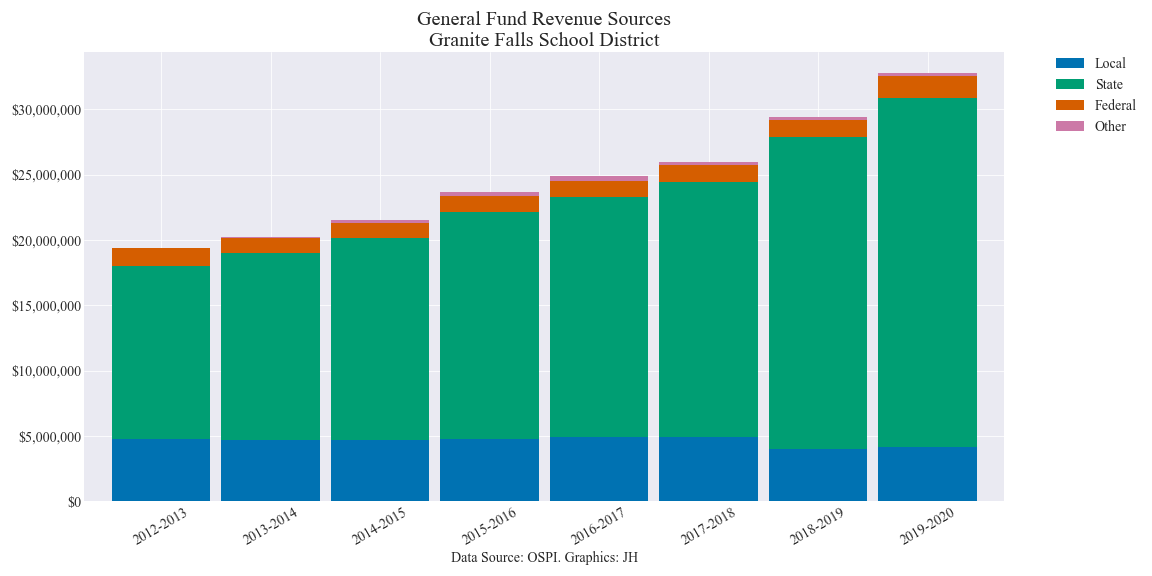 General Fund Revenue Sources
Granite Falls School District
Local
State
Federal
Other
$30,000,000
$25,000,000
$20,000,000
$15,000,000
$10,000,000
$5,000,000
$0
2012-2013
2013-2014
2014-2015
2015-2016
2016-2017
2017-2018
2018-2019
2019-2020
Data Source: OSPI. Graphics: JH